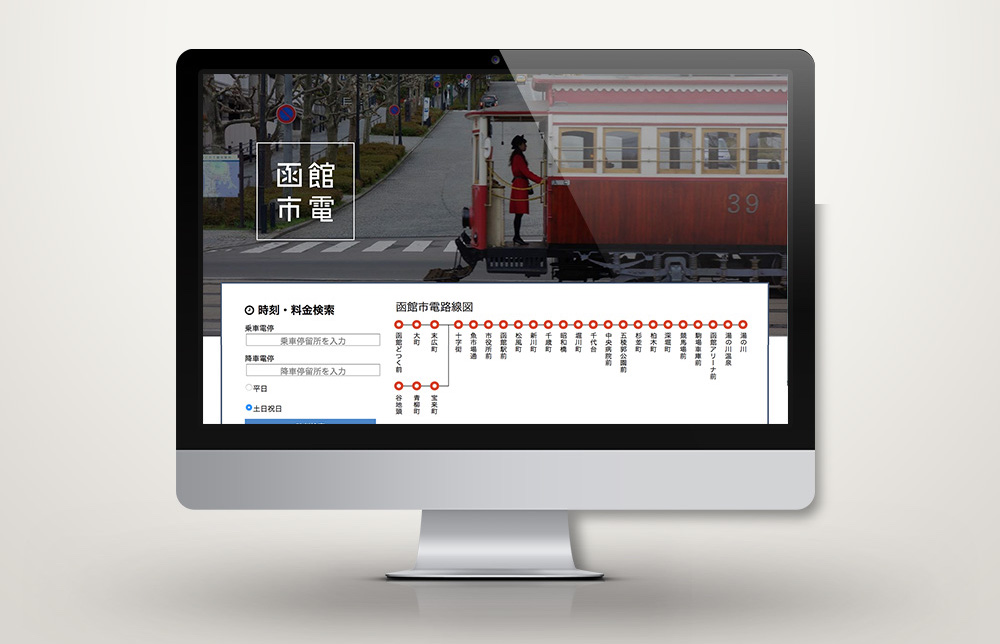 函館
市電
39
時刻・料金検索
乗車電停
乗車停留所を入力
降車電停
降車停留所を入力
平日
土日祝日
函館市電路線図
函館どつく前
大町
末広町
十字街
魚市場通
市役所前
函館駅前
松風町
新川町
千歳町
昭和橋
堀川町
千代台
中央病院前
五稜郭公園前
杉並町
柏木町
深堀町
競馬場前
駒場車庫前
函館アリーナ前
湯の川温泉
湯の川
谷地頭
青柳町
宝来町